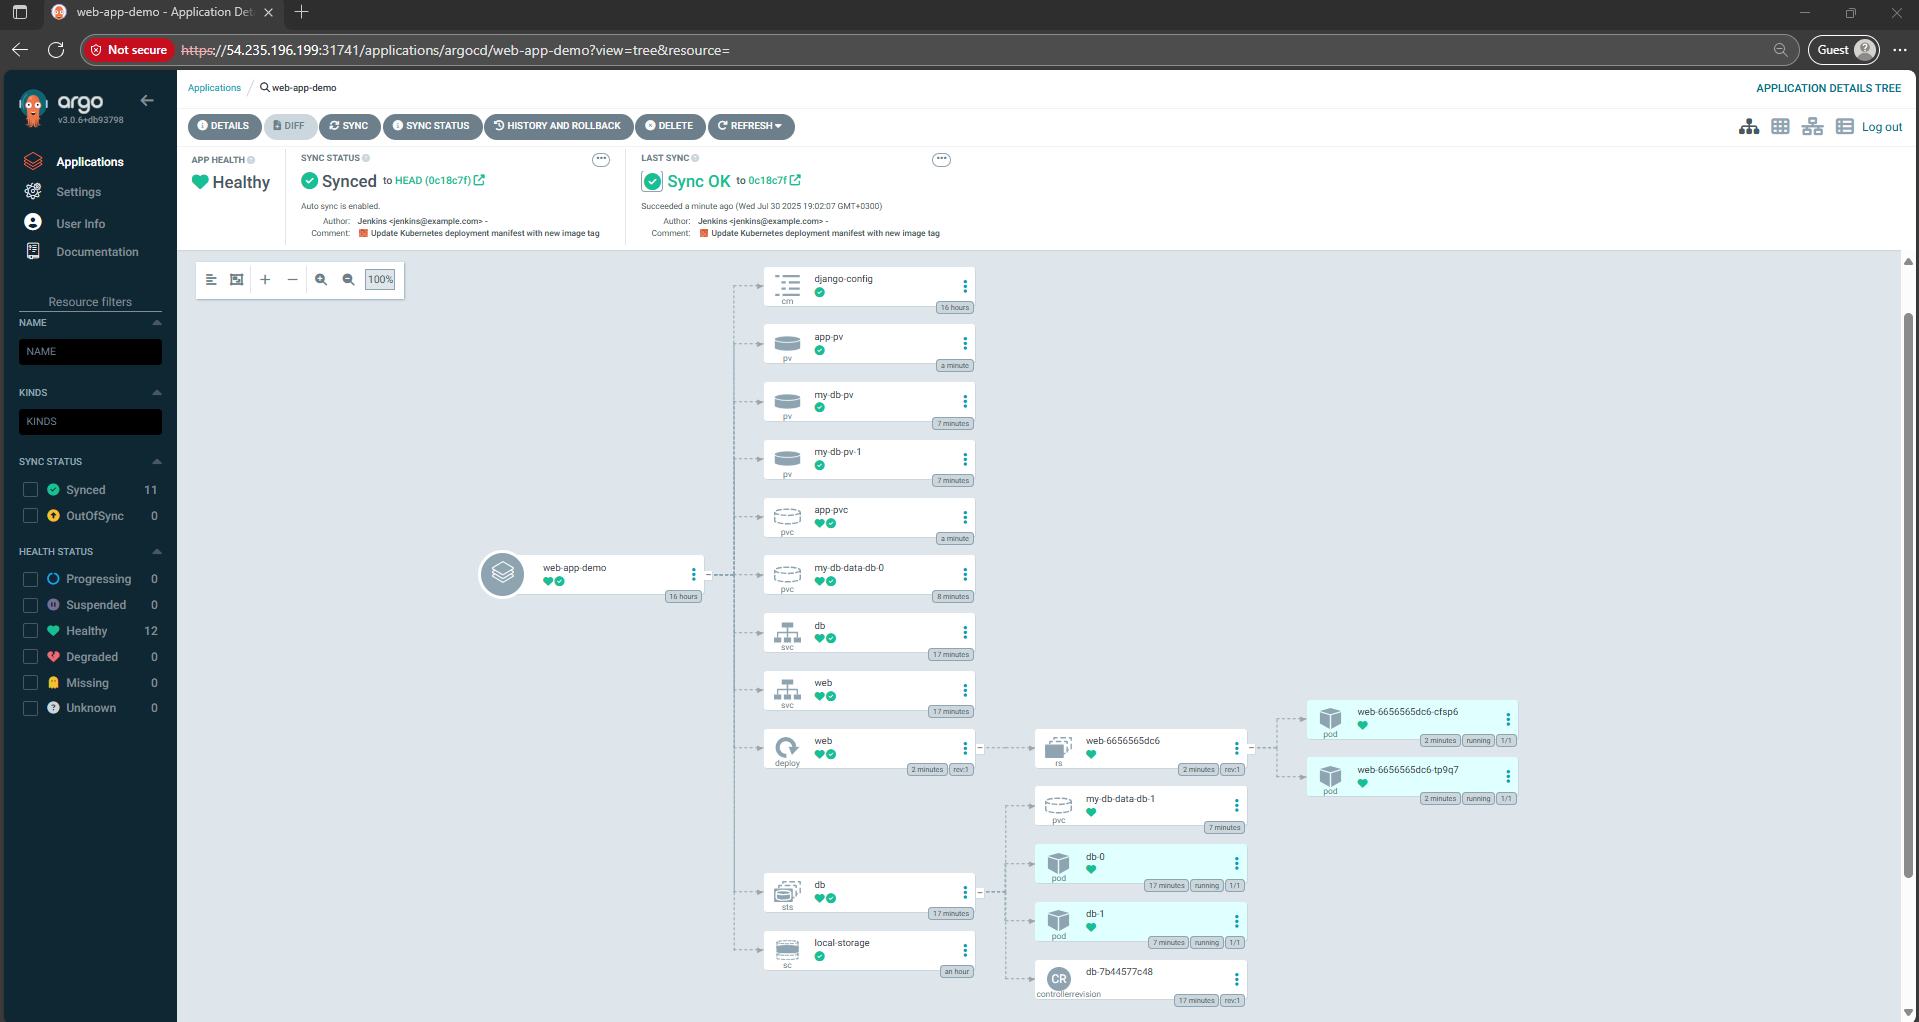 web-app-demo - Application Det
Not secure
https://54.235.196.199:31741/applications/argocd/web-app-demo?view=tree&resource=
Guest
argo
v3.0.6+db93798
Applications
Settings
User Info
Documentation
Resource filters
NAME
NAME
KINDS
KINDS
SYNC STATUS
Synced 11
OutOfSync 0
HEALTH STATUS
Progressing 0
Suspended 0
Healthy 12
Degraded 0
Missing 0
Unknown 0
Applications / web-app-demo
APPLICATION DETAILS TREE
DETAILS DIFF SYNC SYNC STATUS HISTORY AND ROLLBACK DELETE REFRESH
Log out
APP HEALTH
Healthy
SYNC STATUS
Synced to HEAD (0c18c7f)
Auto sync is enabled.
Author: Jenkins <jenkins@example.com> -
Comment: Update Kubernetes deployment manifest with new image tag
LAST SYNC
Sync OK to 0c18c7f
Succeeded a minute ago (Wed Jul 30 2025 19:02:07 GMT+0300)
Author: Jenkins <jenkins@example.com> -
Comment: Update Kubernetes deployment manifest with new image tag
100%
web-app-demo
16 hours
django-config
cm
16 hours
app-pv
pv
a minute
my-db-pv
pv
7 minutes
my-db-pv-1
pv
7 minutes
app-pvc
pvc
a minute
my-db-data-db-0
pvc
8 minutes
db
svc
17 minutes
web
svc
17 minutes
web
deploy
2 minutes rev:1
db
sts
17 minutes
local-storage
sc
an hour
web-6656565dc6
rs
2 minutes rev:1
my-db-data-db-1
pvc
7 minutes
db-0
pod
17 minutes running 1/1
db-1
pod
7 minutes running 1/1
CR
db-7b44577c48
controllerrevision
17 minutes rev:1
web-6656565dc6-cfsp6
pod
2 minutes running 1/1
web-6656565dc6-tp9q7
pod
2 minutes running 1/1